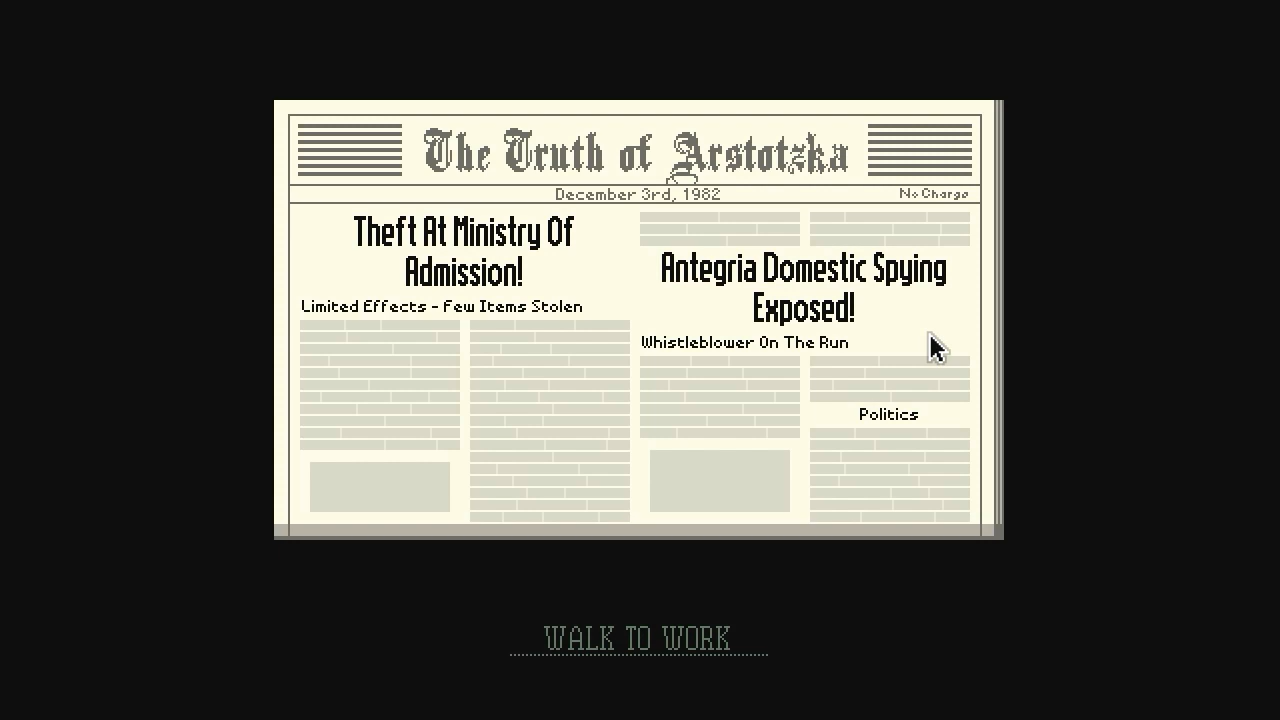 The Truth of Arstotzka
December 3rd, 1982
No Charge
Theft At Ministry Of
Admission!
Limited Effects - Few Items Stolen
Antegria Domestic Spying
Exposed!
Whistleblower On The Run
Politics
WALK TO WORK